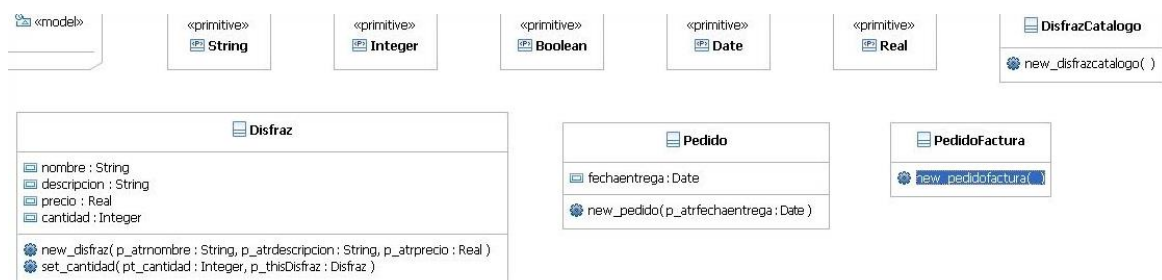 «model»
«primitive»
String
«primitive»
Integer
«primitive»
Boolean
«primitive»
Date
«primitive»
Real
DisfrazCatalogo
new_disfrazcatalogo( )
Disfraz
nombre : String
descripcion : String
precio : Real
cantidad : Integer
new_disfraz( p_atrnombre : String, p_atrdescripcion : String, p_atrprecio : Real )
set_cantidad( pt_cantidad : Integer, p_thisDisfraz : Disfraz )
Pedido
fechaentrega : Date
new_pedido( p_atrfechaentrega : Date )
PedidoFactura
new_pedidofactura( )